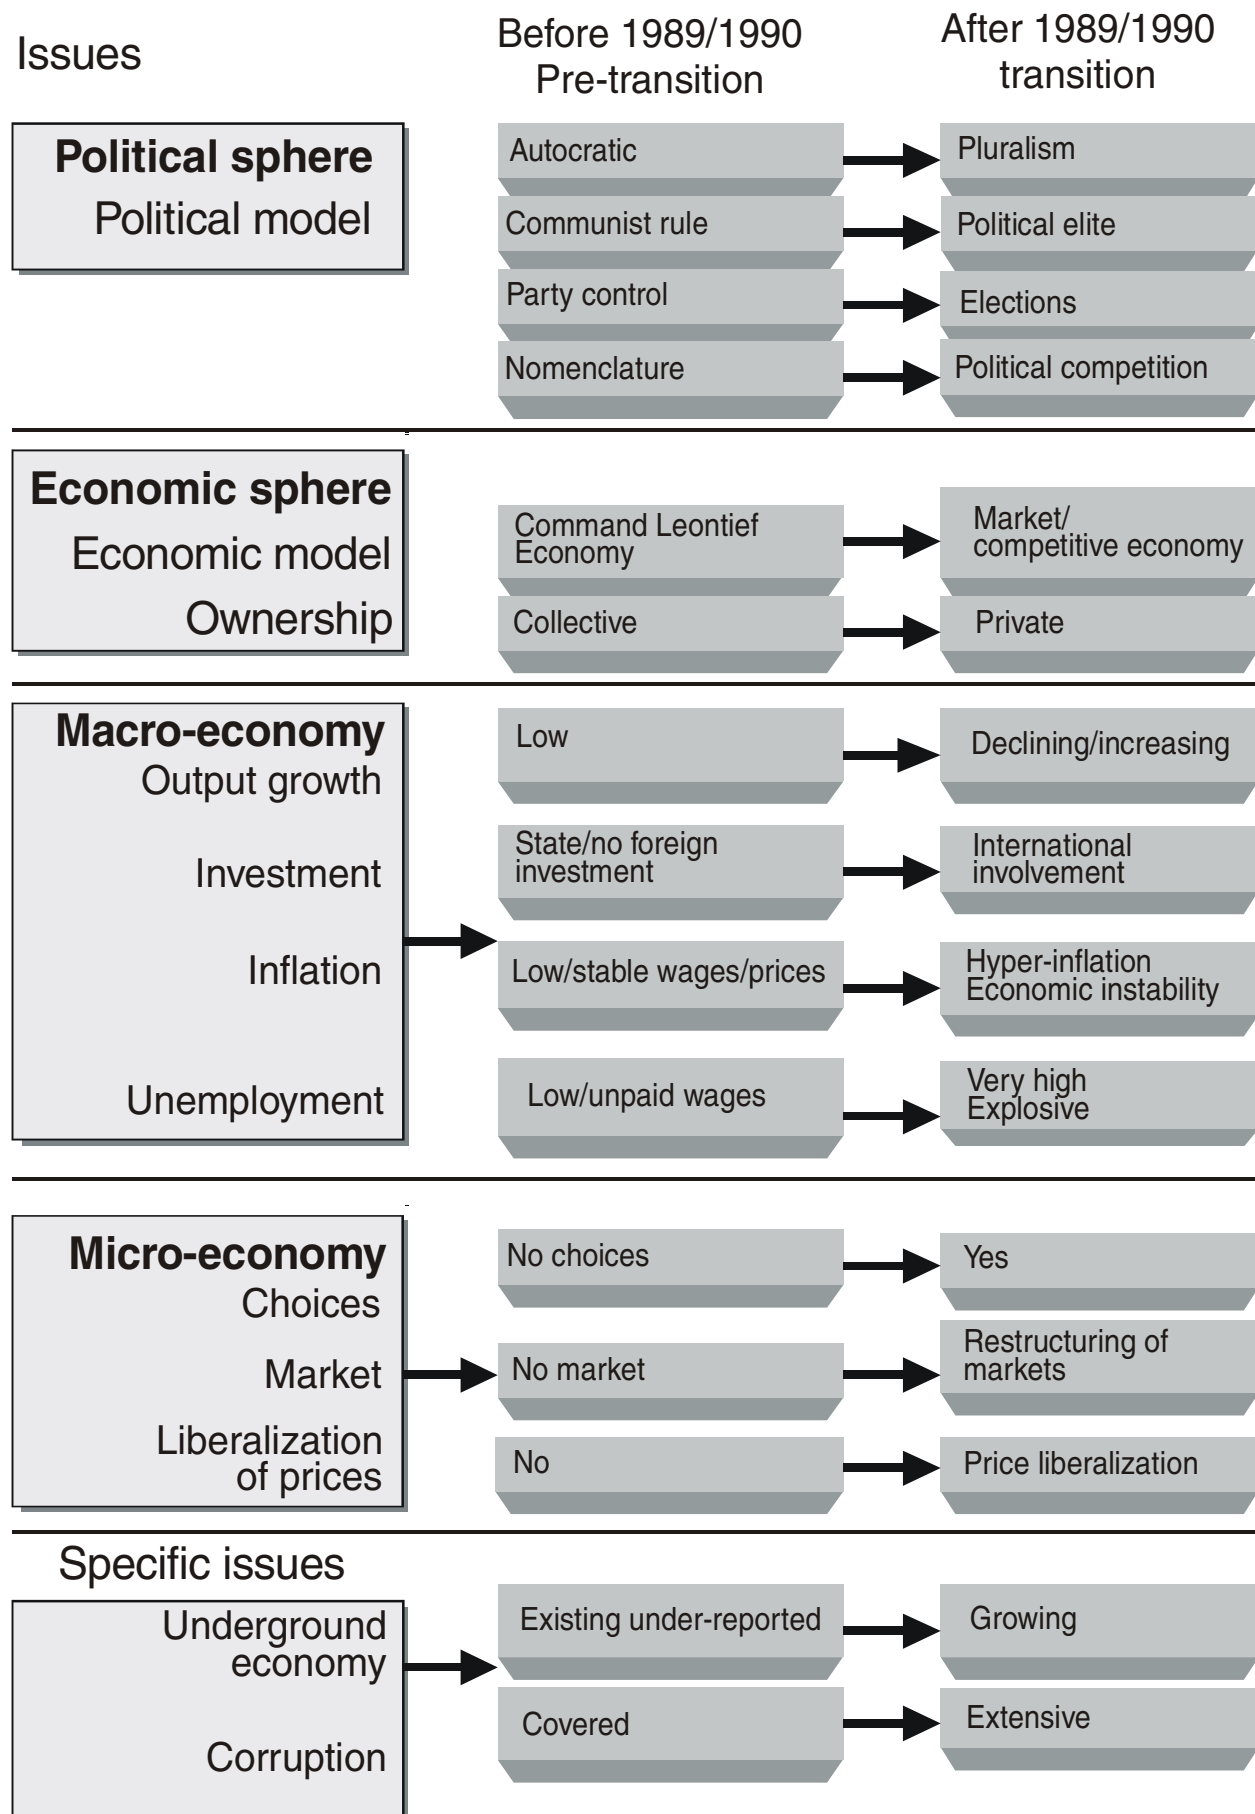 Issues
Before 1989/1990
Pre-transition
After 1989/1990
transition
Political sphere
Political model
Autocratic
Pluralism
Communist rule
Political elite
Party control
Elections
Nomenclature
Political competition
Economic sphere
Economic model
Ownership
Command Leontief
Economy
Market/
competitive economy
Collective
Private
Macro-economy
Output growth
Low
Declining/increasing
Investment
State/no foreign
investment
International
involvement
Inflation
Low/stable wages/prices
Hyper-inflation
Economic instability
Unemployment
Low/unpaid wages
Very high
Explosive
Micro-economy
Choices
No choices
Yes
Market
No market
Restructuring of
markets
Liberalization
of prices
No
Price liberalization
Specific issues
Underground
economy
Existing under-reported
Growing
Corruption
Covered
Extensive